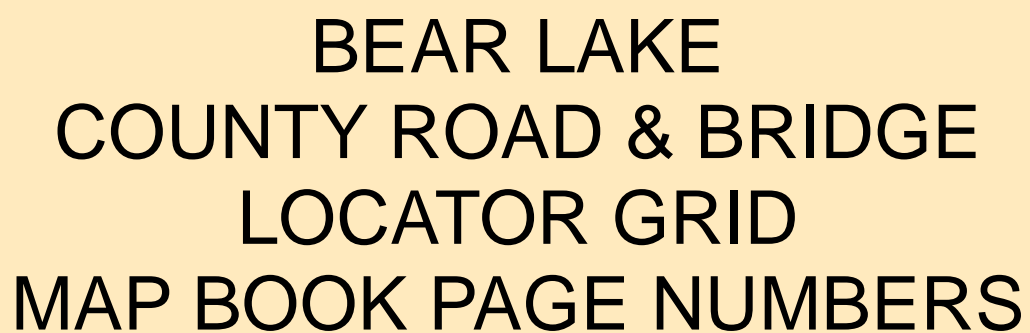 BEAR LAKE
COUNTY ROAD & BRIDGE
LOCATOR GRID
MAP BOOK PAGE NUMBERS